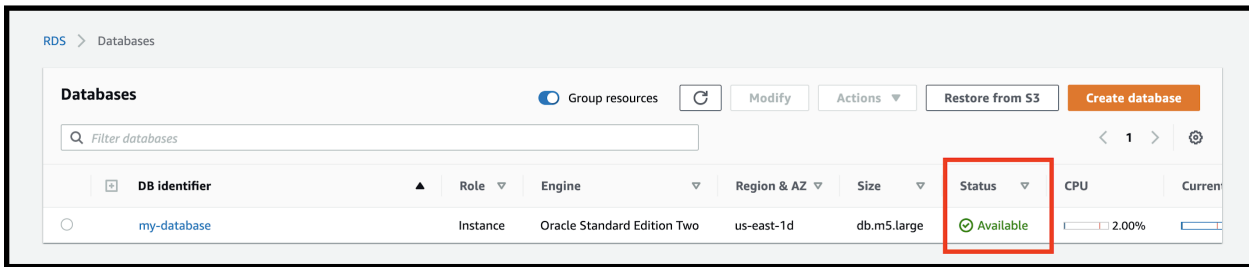 RDS > Databases
Databases Group resources Modify Actions Restore from S3 Create database
Filter databases < 1 >
DB identifier Role Engine Region & AZ Size Status CPU Current
my-database Instance Oracle Standard Edition Two us-east-1d db.m5.large Available 2.00%